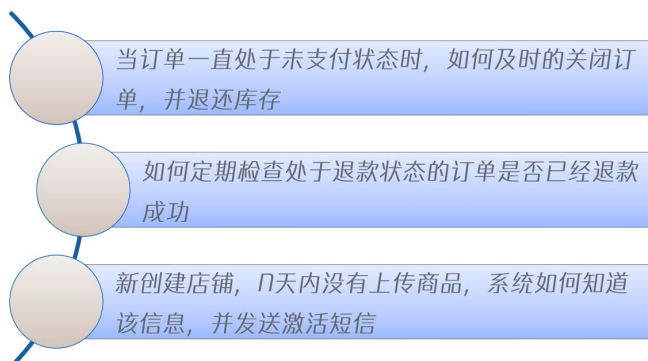 当订单一直处于未支付状态时，如何及时的关闭订
单，并退还库存
如何定期检查处于退款状态的订单是否已经退款
成功
新创建店铺，N天内没有上传商品，系统如何知道
该信息，并发送激活短信